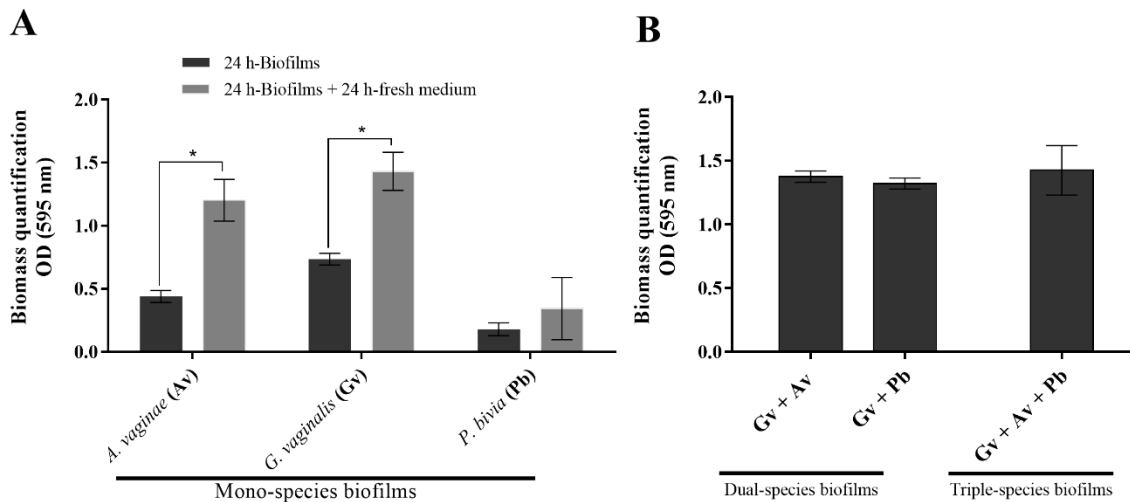 A
24 h-Biofilms
24 h-Biofilms + 24 h-fresh medium
Biomass quantification
OD (595 nm)
2.0
1.5
1.0
0.5
0.0
*
*
A. vaginae (Av)
G. vaginalis (Gv)
P. bivia (Pb)
Mono-species biofilms
B
Biomass quantification
OD (595 nm)
2.0
1.5
1.0
0.5
0.0
Gv + Av
Gv + Pb
Gv + Av + Pb
Dual-species biofilms
Triple-species biofilms